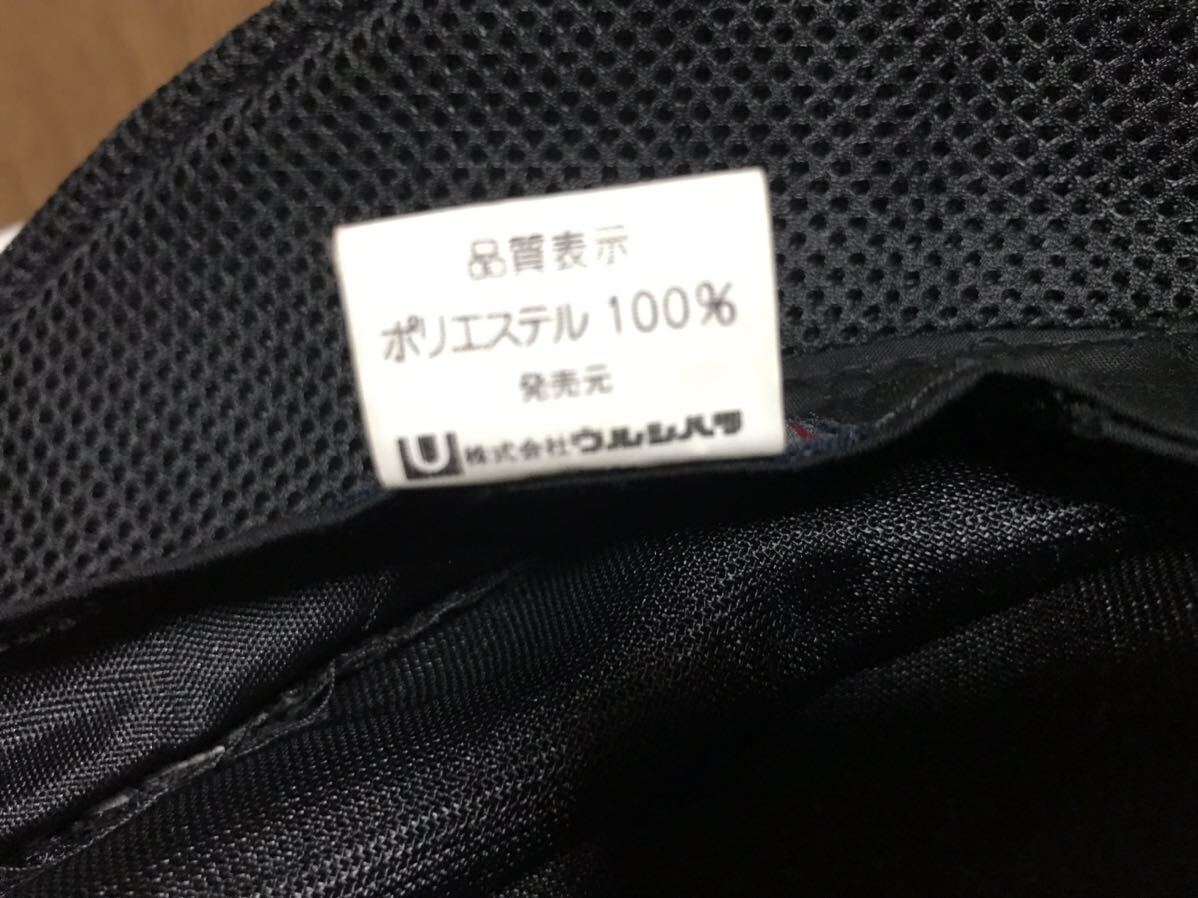 品質表示
ポリエステル 100%
発売元
U 株式会社ウルシハラ